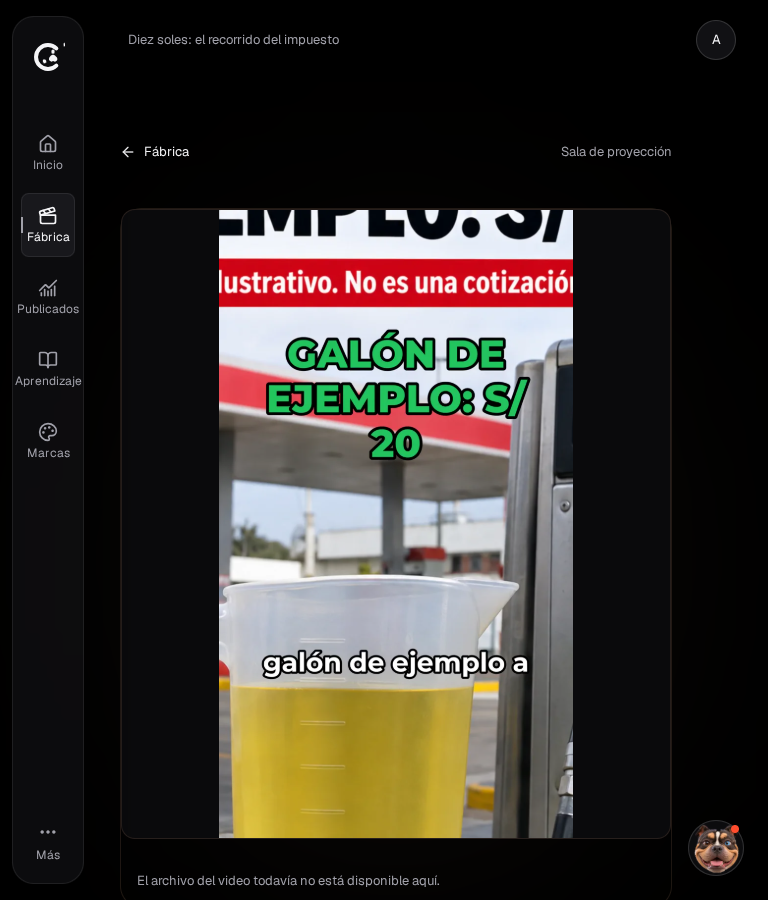 Diez soles: el recorrido del impuesto
A
Inicio
Fábrica
Publicados
Aprendizaje
Marcas
Más
Fábrica
Sala de proyección
EMPLO: S/
lustrativo. No es una cotización
GALÓN DE
EJEMPLO: S/
20
galón de ejemplo a
El archivo del video todavía no está disponible aquí.